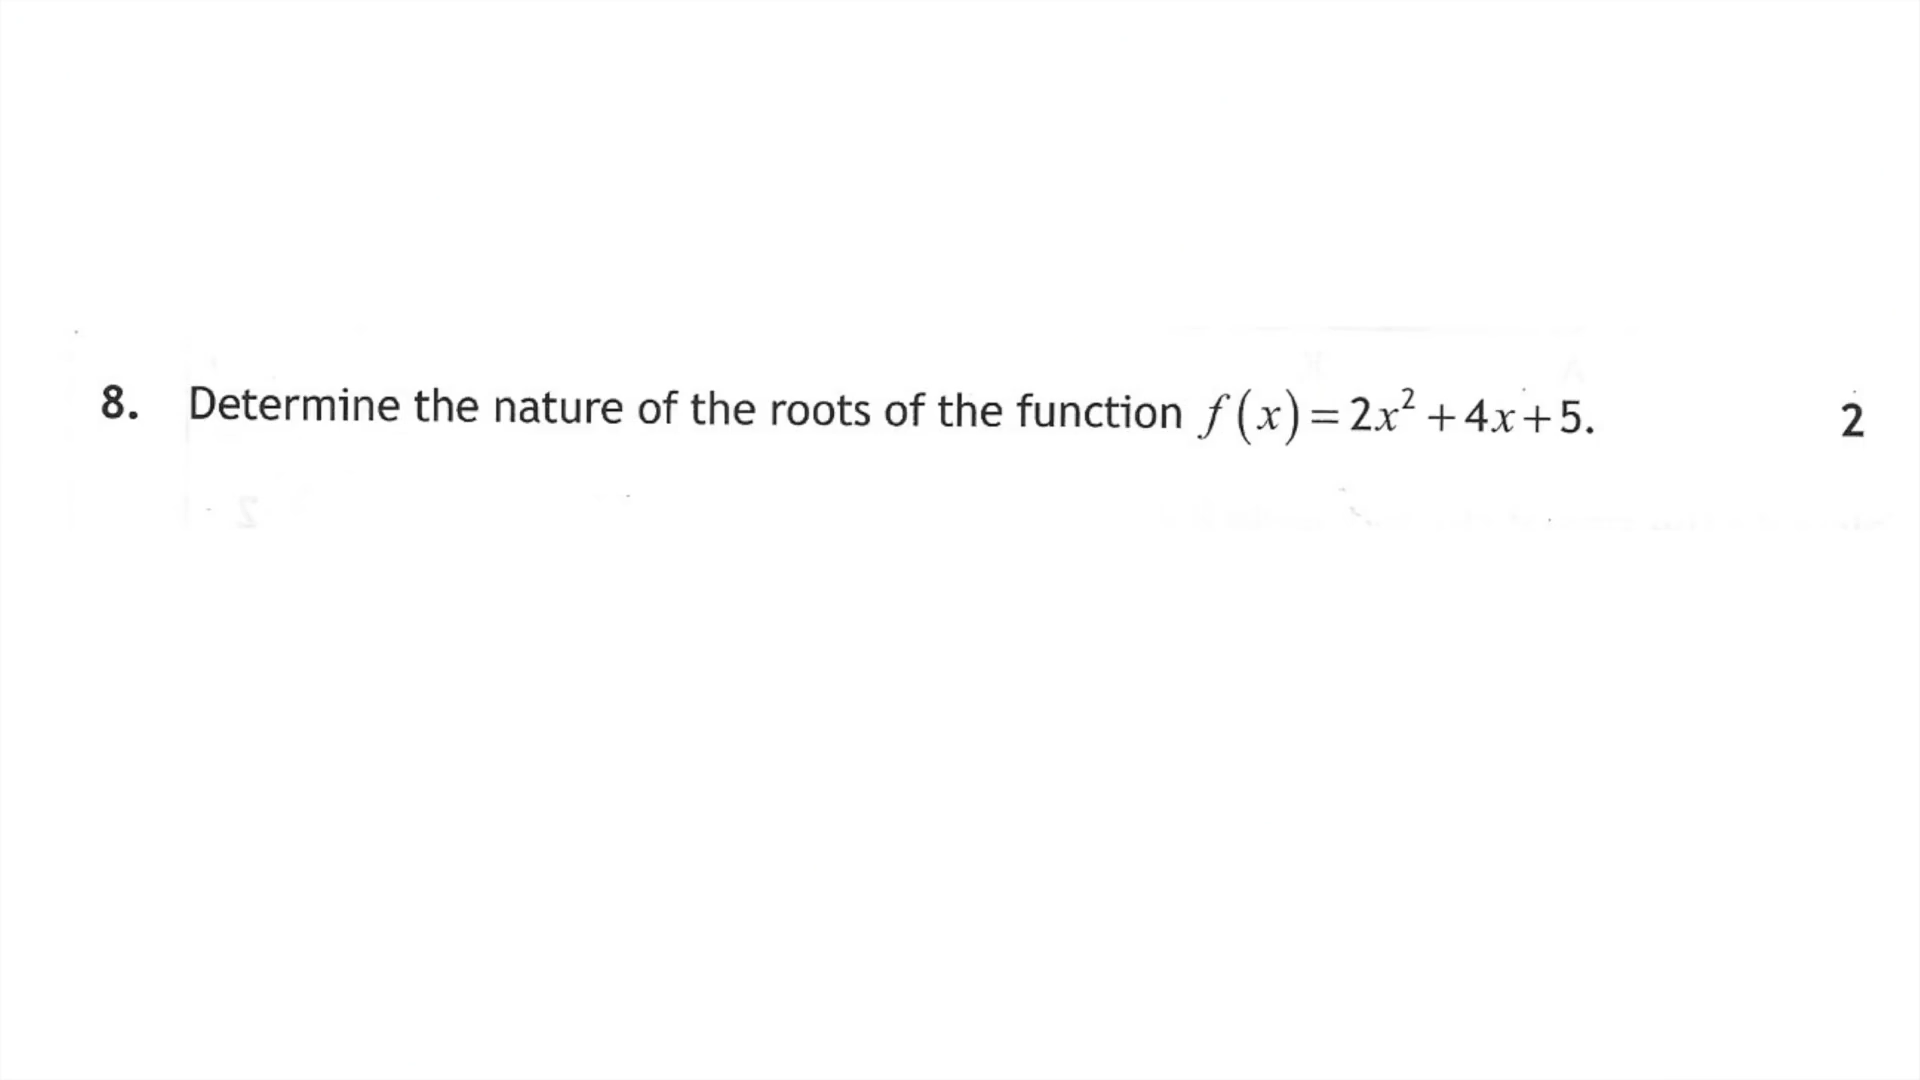 8. Determine the nature of the roots of the function f(x) = 2x² + 4x + 5. 2